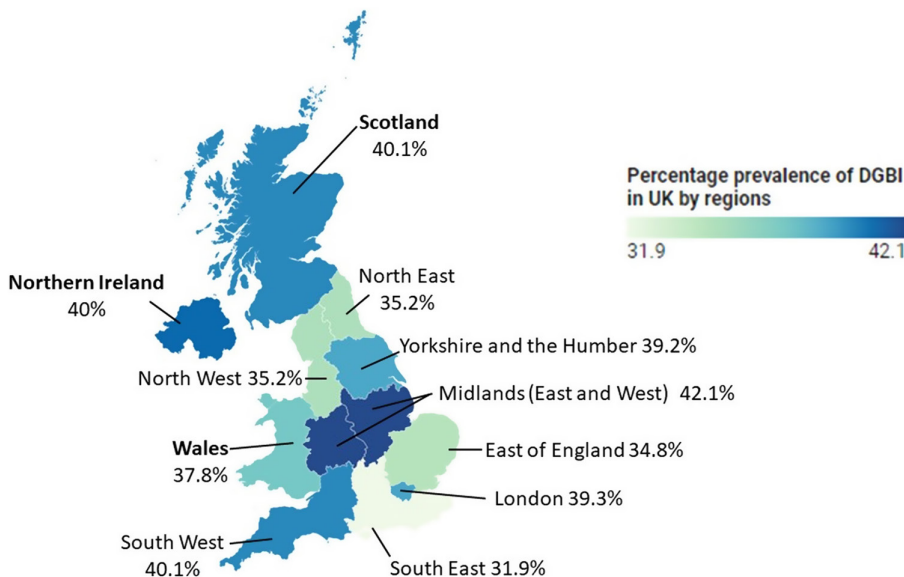 Scotland
40.1%
Percentage prevalence of DGBI
in UK by regions
31.9
42.1
Northern Ireland
40%
North East
35.2%
Yorkshire and the Humber 39.2%
North West 35.2%
Midlands (East and West) 42.1%
Wales
37.8%
East of England 34.8%
London 39.3%
South West
40.1%
South East 31.9%